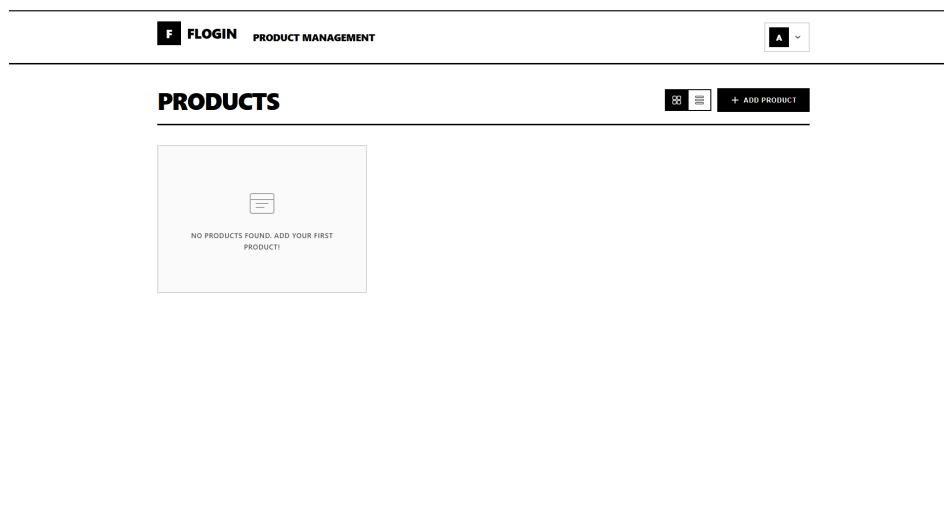 F FLOGIN PRODUCT MANAGEMENT A
PRODUCTS
ADD PRODUCT
NO PRODUCTS FOUND. ADD YOUR FIRST
PRODUCT!